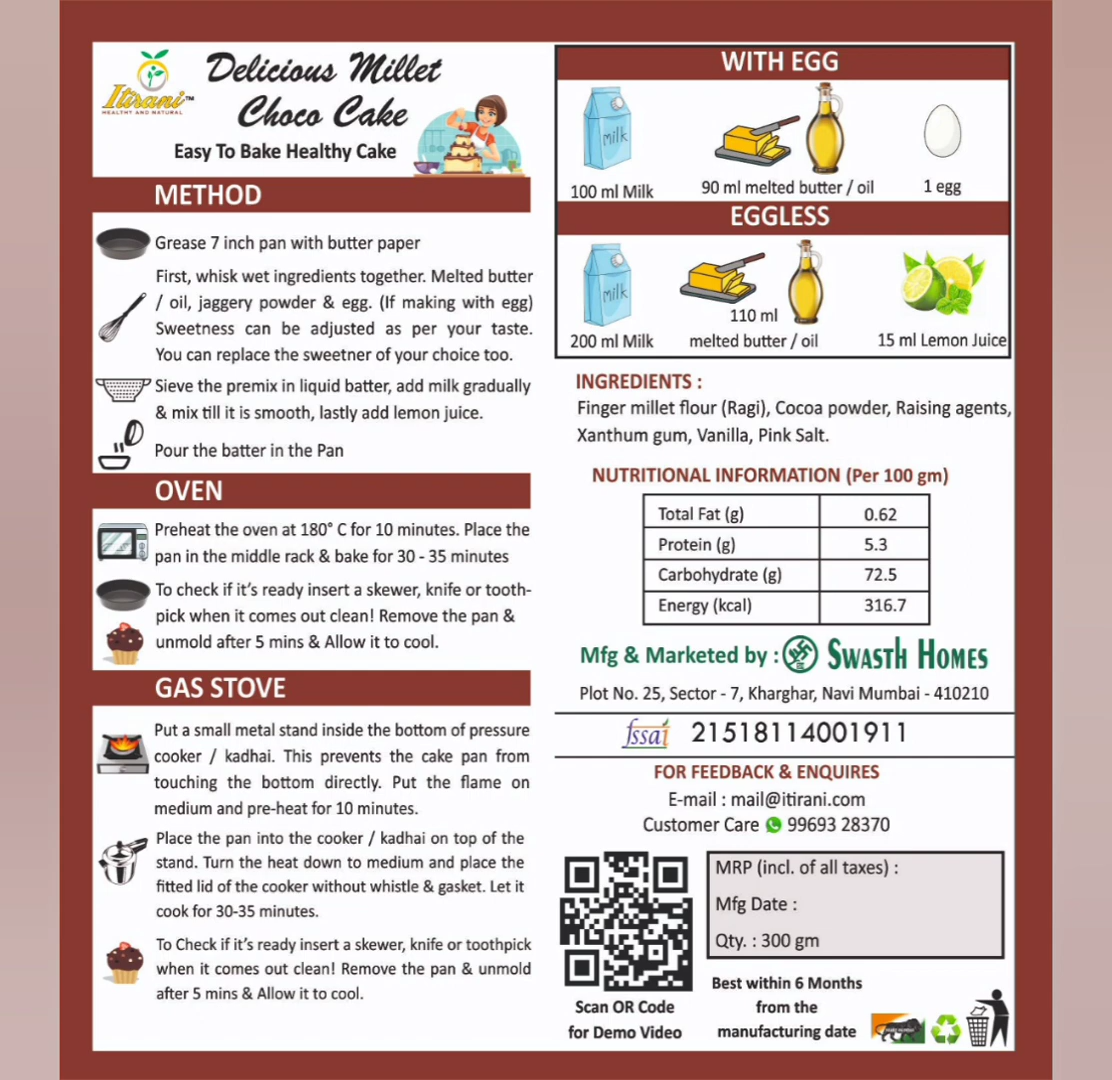 Itirani™
HEALTHY AND NATURAL
Delicious Millet
Choco Cake
Easy To Bake Healthy Cake
METHOD
Grease 7 inch pan with butter paper
First, whisk wet ingredients together. Melted butter
/ oil, jaggery powder & egg. (If making with egg)
Sweetness can be adjusted as per your taste.
You can replace the sweetner of your choice too.
Sieve the premix in liquid batter, add milk gradually
& mix till it is smooth, lastly add lemon juice.
Pour the batter in the Pan
OVEN
Preheat the oven at 180° C for 10 minutes. Place the
pan in the middle rack & bake for 30 - 35 minutes
To check if it's ready insert a skewer, knife or tooth-
pick when it comes out clean! Remove the pan &
unmold after 5 mins & Allow it to cool.
GAS STOVE
Put a small metal stand inside the bottom of pressure
cooker / kadhai. This prevents the cake pan from
touching the bottom directly. Put the flame on
medium and pre-heat for 10 minutes.
Place the pan into the cooker / kadhai on top of the
stand. Turn the heat down to medium and place the
fitted lid of the cooker without whistle & gasket. Let it
cook for 30-35 minutes.
To Check if it's ready insert a skewer, knife or toothpick
when it comes out clean! Remove the pan & unmold
after 5 mins & Allow it to cool.
WITH EGG
milk
100 ml Milk
90 ml melted butter / oil
1 egg
EGGLESS
milk
200 ml Milk
110 ml
melted butter / oil
15 ml Lemon Juice
INGREDIENTS :
Finger millet flour (Ragi), Cocoa powder, Raising agents,
Xanthum gum, Vanilla, Pink Salt.
NUTRITIONAL INFORMATION (Per 100 gm)
Total Fat (g) 0.62
Protein (g) 5.3
Carbohydrate (g) 72.5
Energy (kcal) 316.7
Mfg & Marketed by : SWASTH HOMES
Plot No. 25, Sector - 7, Kharghar, Navi Mumbai - 410210
fssai 21518114001911
FOR FEEDBACK & ENQUIRES
E-mail : mail@itirani.com
Customer Care 99693 28370
MRP (incl. of all taxes) :
Mfg Date :
Qty. : 300 gm
Scan OR Code
for Demo Video
Best within 6 Months
from the
manufacturing date